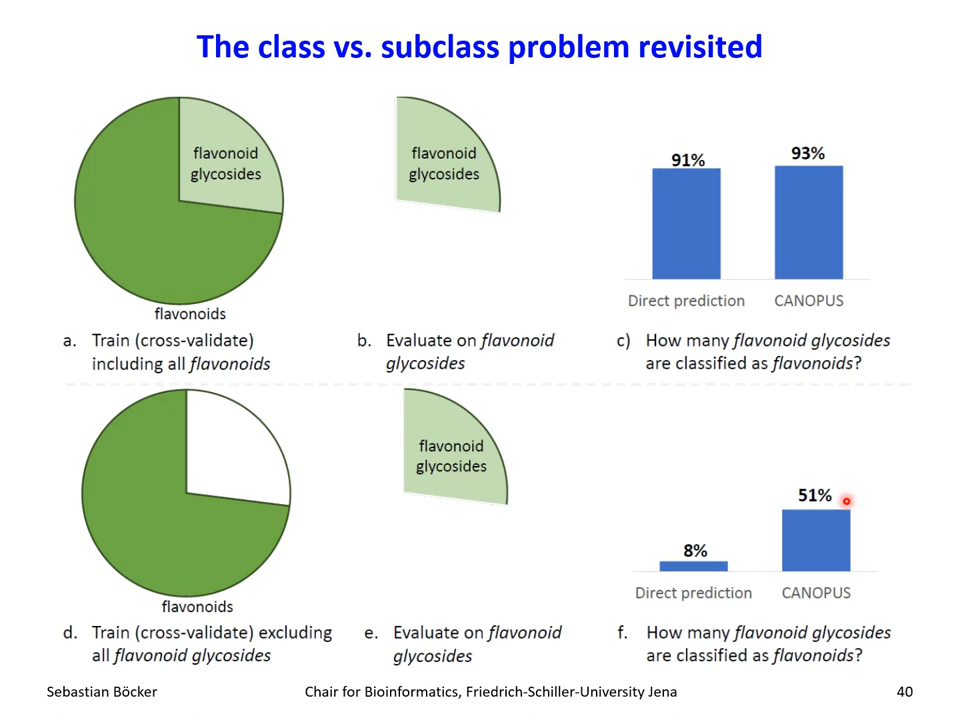 The class vs. subclass problem revisited
flavonoid
glycosides
flavonoids
flavonoid
glycosides
91%
93%
Direct prediction
CANOPUS
a. Train (cross-validate)
including all flavonoids
b. Evaluate on flavonoid
glycosides
c) How many flavonoid glycosides
are classified as flavonoids?
flavonoids
flavonoid
glycosides
8%
51%
Direct prediction
CANOPUS
d. Train (cross-validate) excluding
all flavonoid glycosides
e. Evaluate on flavonoid
glycosides
f. How many flavonoid glycosides
are classified as flavonoids?
Sebastian Böcker
Chair for Bioinformatics, Friedrich-Schiller-University Jena
40